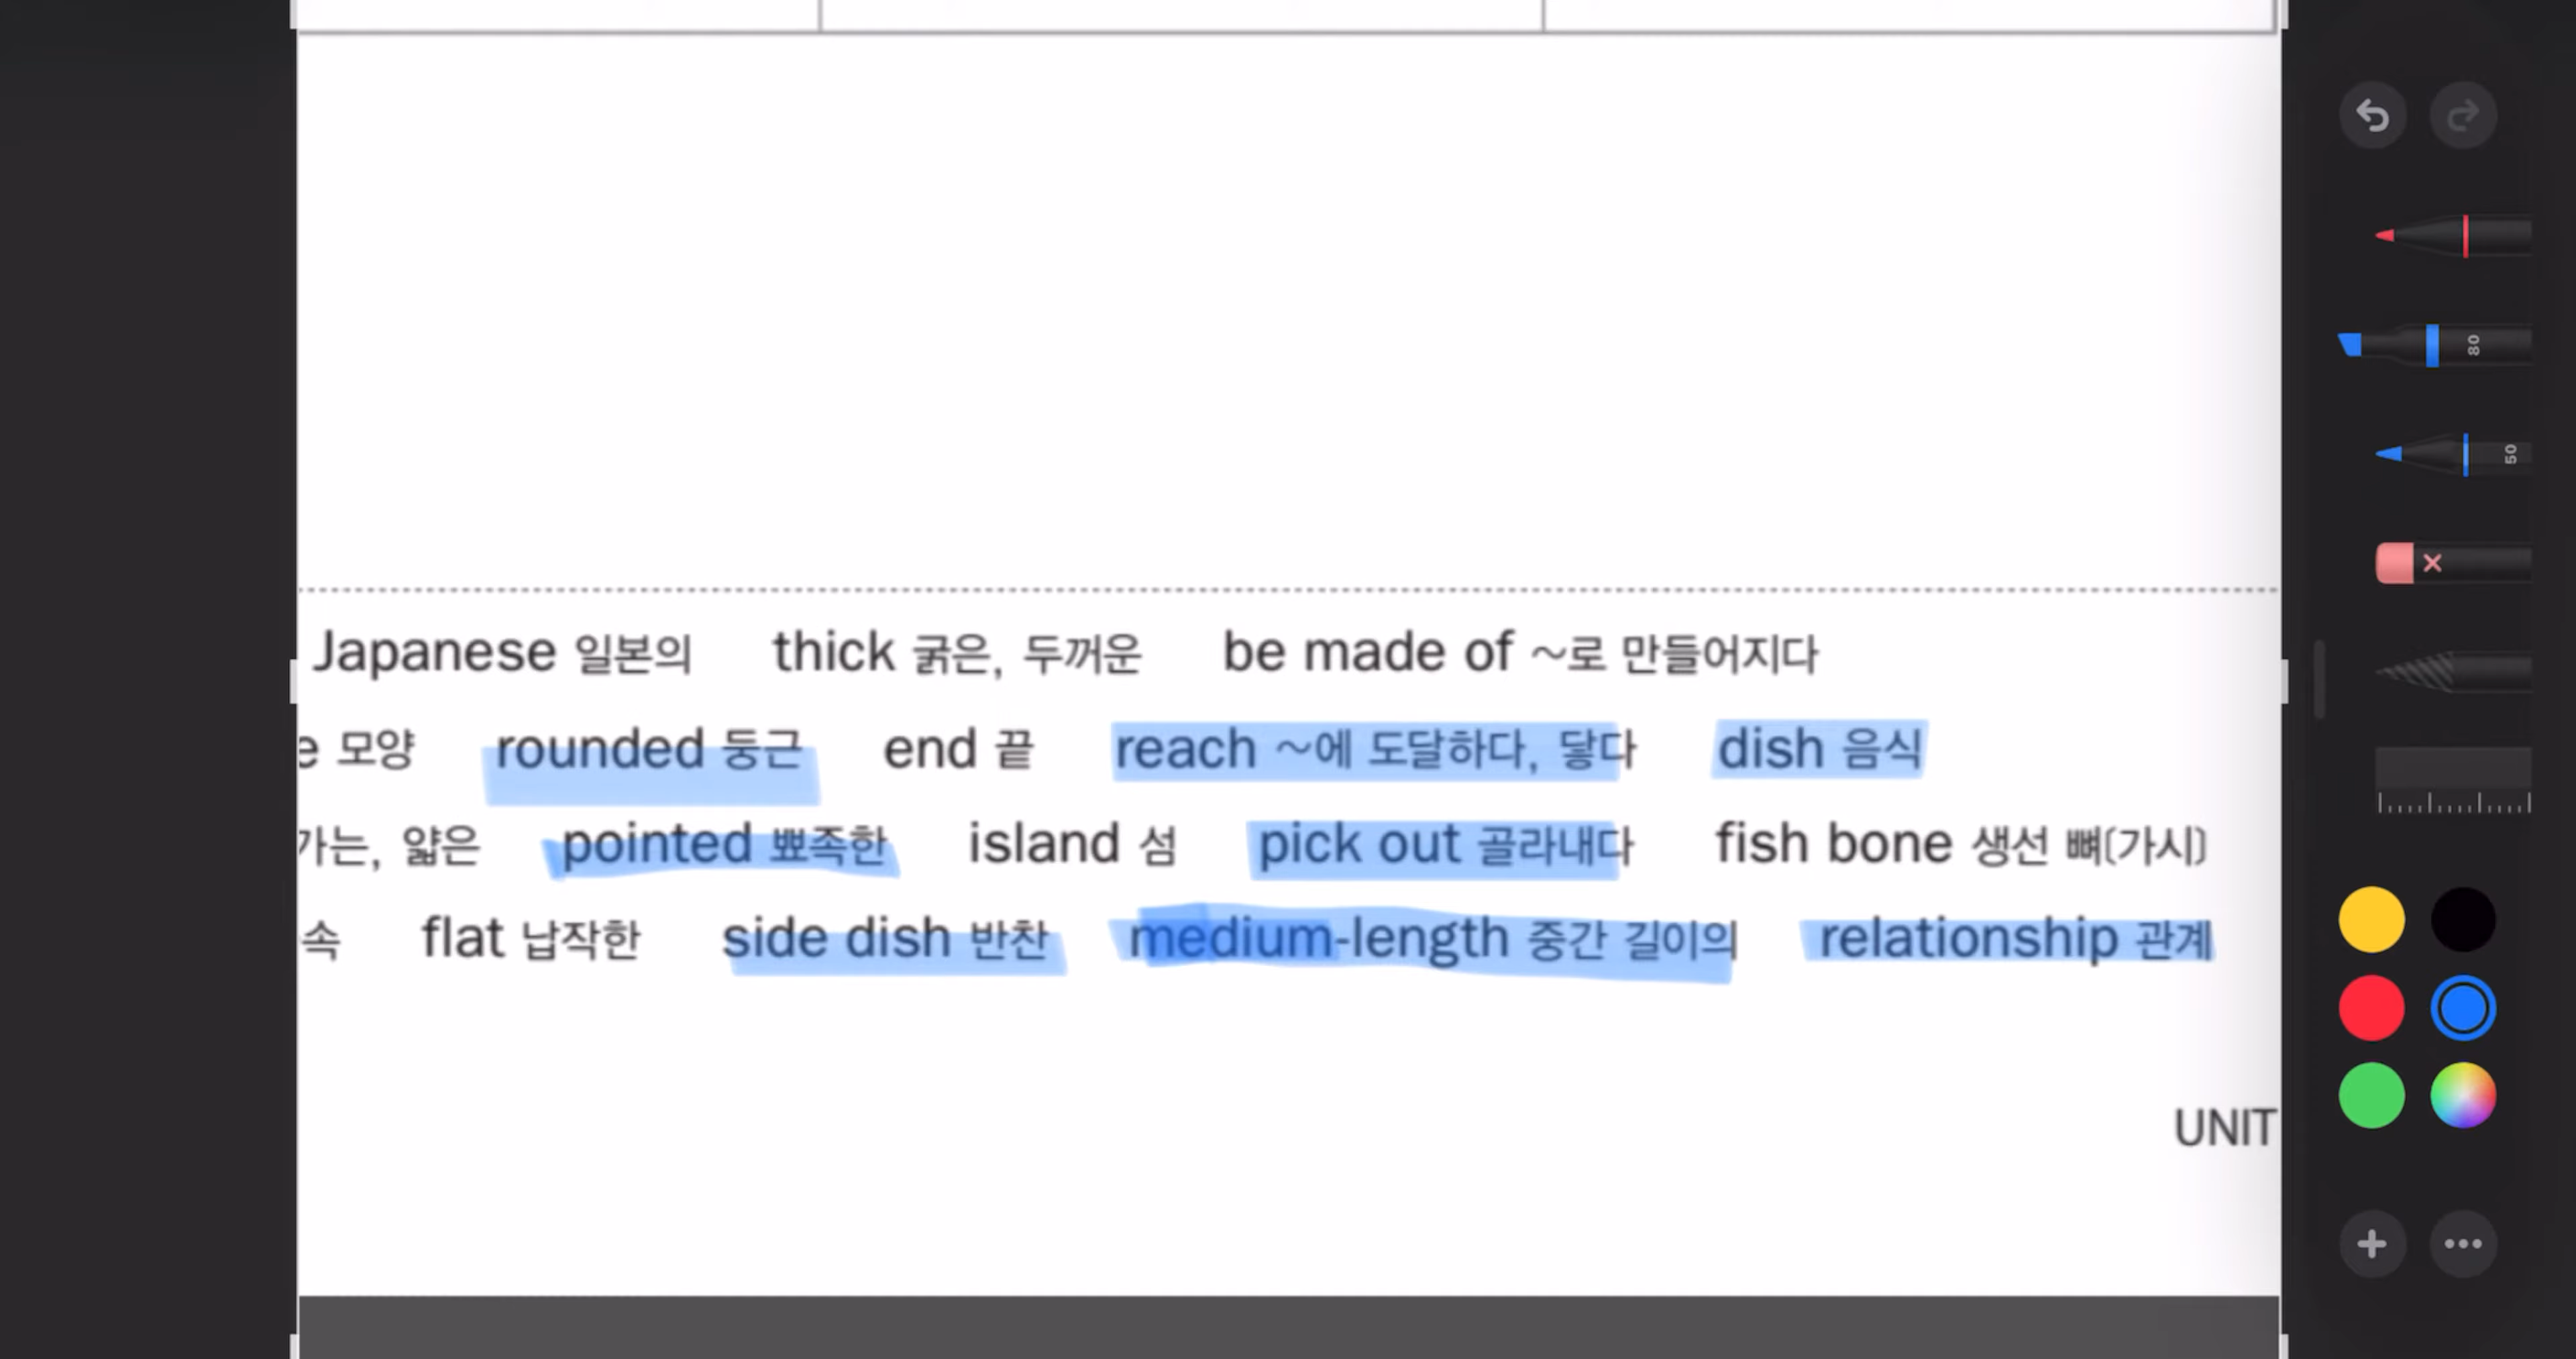 Japanese 일본의 thick 굵은, 두꺼운 be made of ~로 만들어지다
e 모양 rounded 둥근 end 끝 reach ~에 도달하다, 닿다 dish 음식
가는, 얇은 pointed 뾰족한 island 섬 pick out 골라내다 fish bone 생선 뼈(가시)
속 flat 납작한 side dish 반찬 medium-length 중간 길이의 relationship 관계
UNIT
80
50